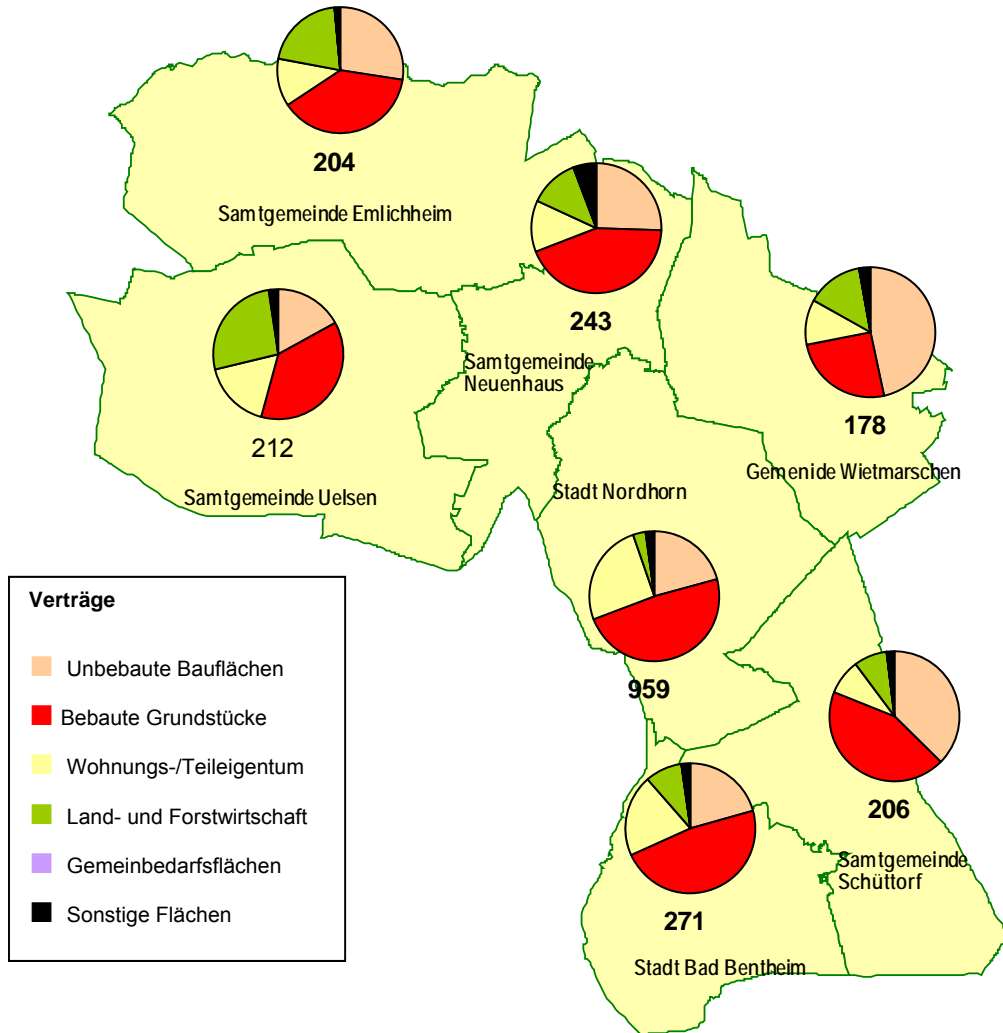 204
Samtgemeinde Emlichheim
243
Samtgemeinde
Neuenhaus
178
Gemenide Wietmarschen
212
Samtgemeinde Uelsen
Stadt Nordhorn
959
206
Samtgemeinde
Schüttorf
271
Stadt Bad Bentheim
Verträge
Unbebaute Bauflächen
Bebaute Grundstücke
Wohnungs-/Teileigentum
Land- und Forstwirtschaft
Gemeinbedarfsflächen
Sonstige Flächen